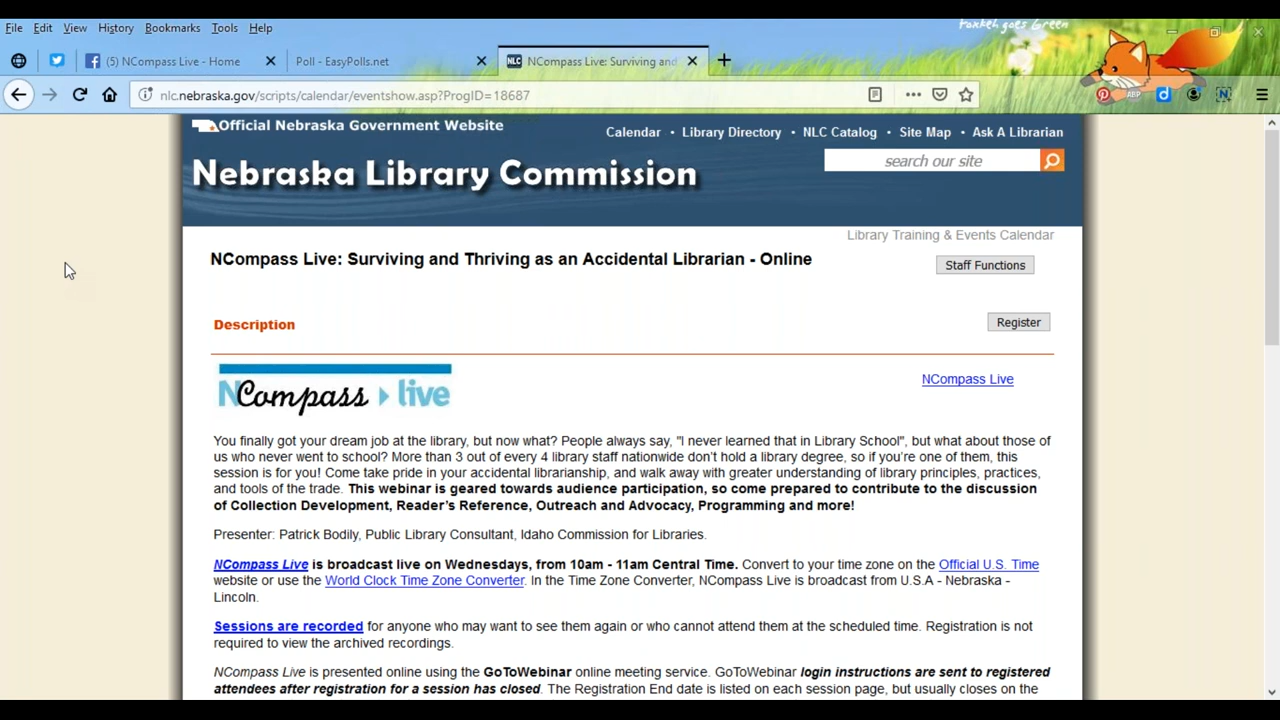 foxkeh goes Green
File Edit View History Bookmarks Tools Help
(5) NCompass Live - Home Poll - EasyPolls.net NLC NCompass Live: Surviving and
nlc.nebraska.gov/scripts/calendar/eventshow.asp?ProgID=18687
ABP
Official Nebraska Government Website
Calendar • Library Directory • NLC Catalog • Site Map • Ask A Librarian
Nebraska Library Commission
search our site
Library Training & Events Calendar
NCompass Live: Surviving and Thriving as an Accidental Librarian - Online
Staff Functions
Description
Register
NCompass live
NCompass Live
You finally got your dream job at the library, but now what? People always say, "I never learned that in Library School", but what about those of
us who never went to school? More than 3 out of every 4 library staff nationwide don't hold a library degree, so if you're one of them, this
session is for you! Come take pride in your accidental librarianship, and walk away with greater understanding of library principles, practices,
and tools of the trade. This webinar is geared towards audience participation, so come prepared to contribute to the discussion
of Collection Development, Reader's Reference, Outreach and Advocacy, Programming and more!
Presenter: Patrick Bodily, Public Library Consultant, Idaho Commission for Libraries.
NCompass Live is broadcast live on Wednesdays, from 10am - 11am Central Time. Convert to your time zone on the Official U.S. Time
website or use the World Clock Time Zone Converter. In the Time Zone Converter, NCompass Live is broadcast from U.S.A - Nebraska -
Lincoln.
Sessions are recorded for anyone who may want to see them again or who cannot attend them at the scheduled time. Registration is not
required to view the archived recordings.
NCompass Live is presented online using the GoToWebinar online meeting service. GoToWebinar login instructions are sent to registered
attendees after registration for a session has closed. The Registration End date is listed on each session page, but usually closes on the